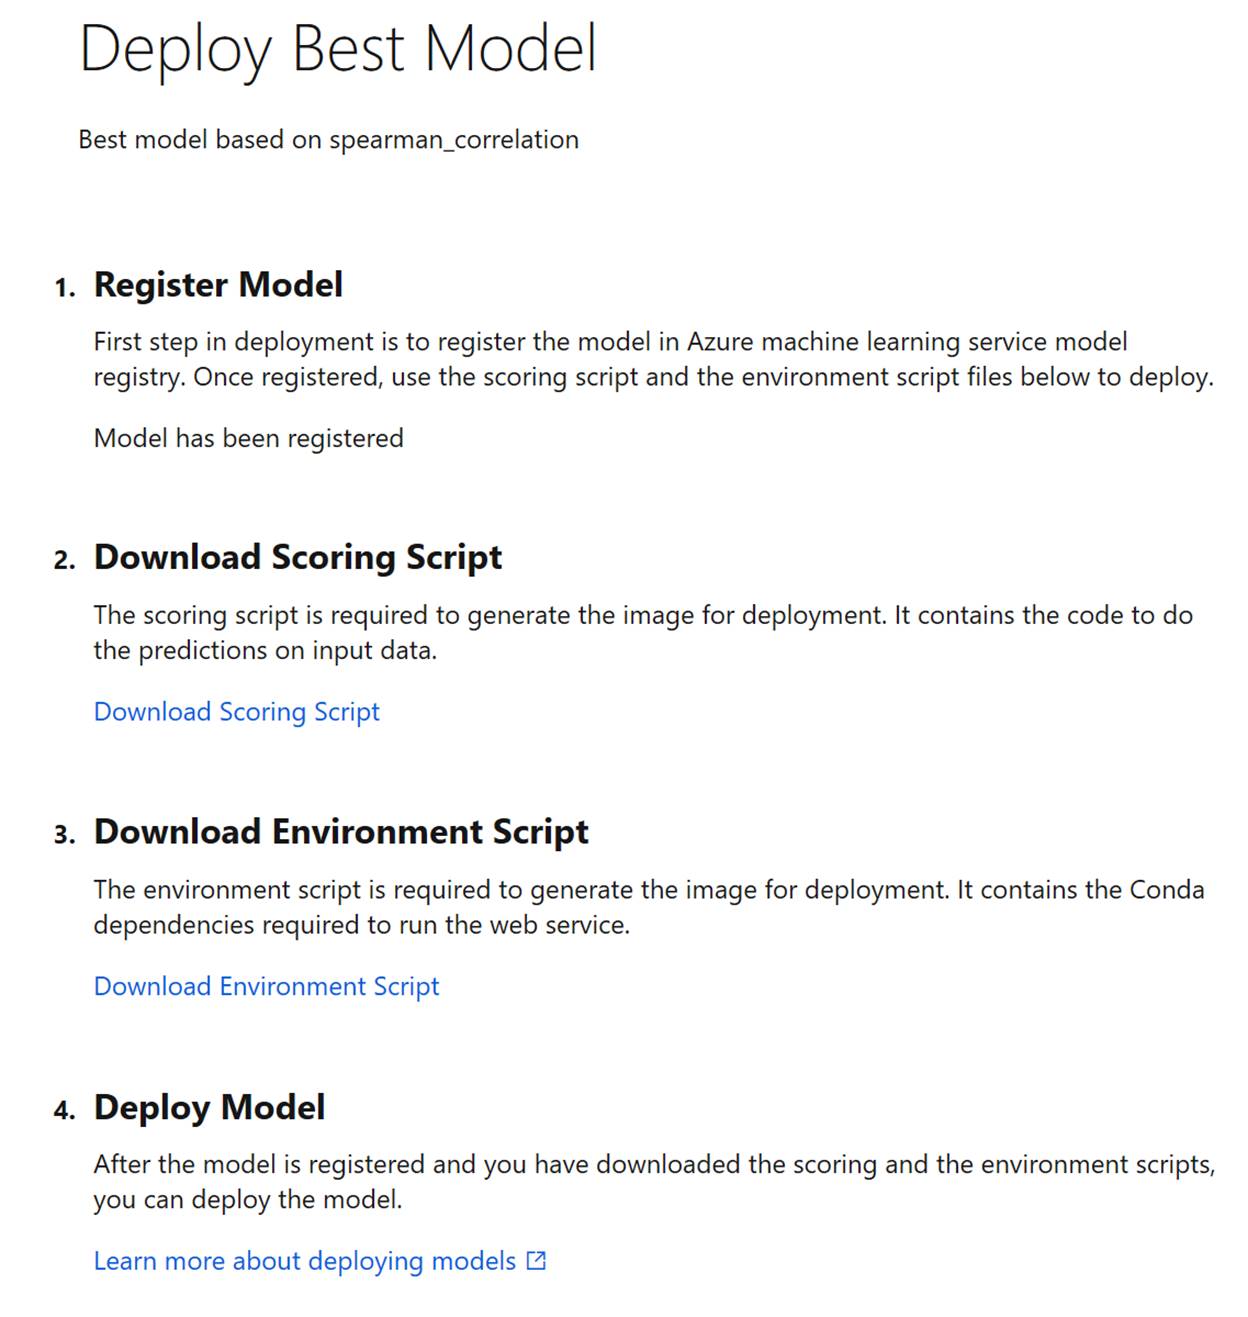 Deploy Best Model
Best model based on spearman_correlation
1. Register Model
First step in deployment is to register the model in Azure machine learning service model
registry. Once registered, use the scoring script and the environment script files below to deploy.
Model has been registered
2. Download Scoring Script
The scoring script is required to generate the image for deployment. It contains the code to do
the predictions on input data.
Download Scoring Script
3. Download Environment Script
The environment script is required to generate the image for deployment. It contains the Conda
dependencies required to run the web service.
Download Environment Script
4. Deploy Model
After the model is registered and you have downloaded the scoring and the environment scripts,
you can deploy the model.
Learn more about deploying models